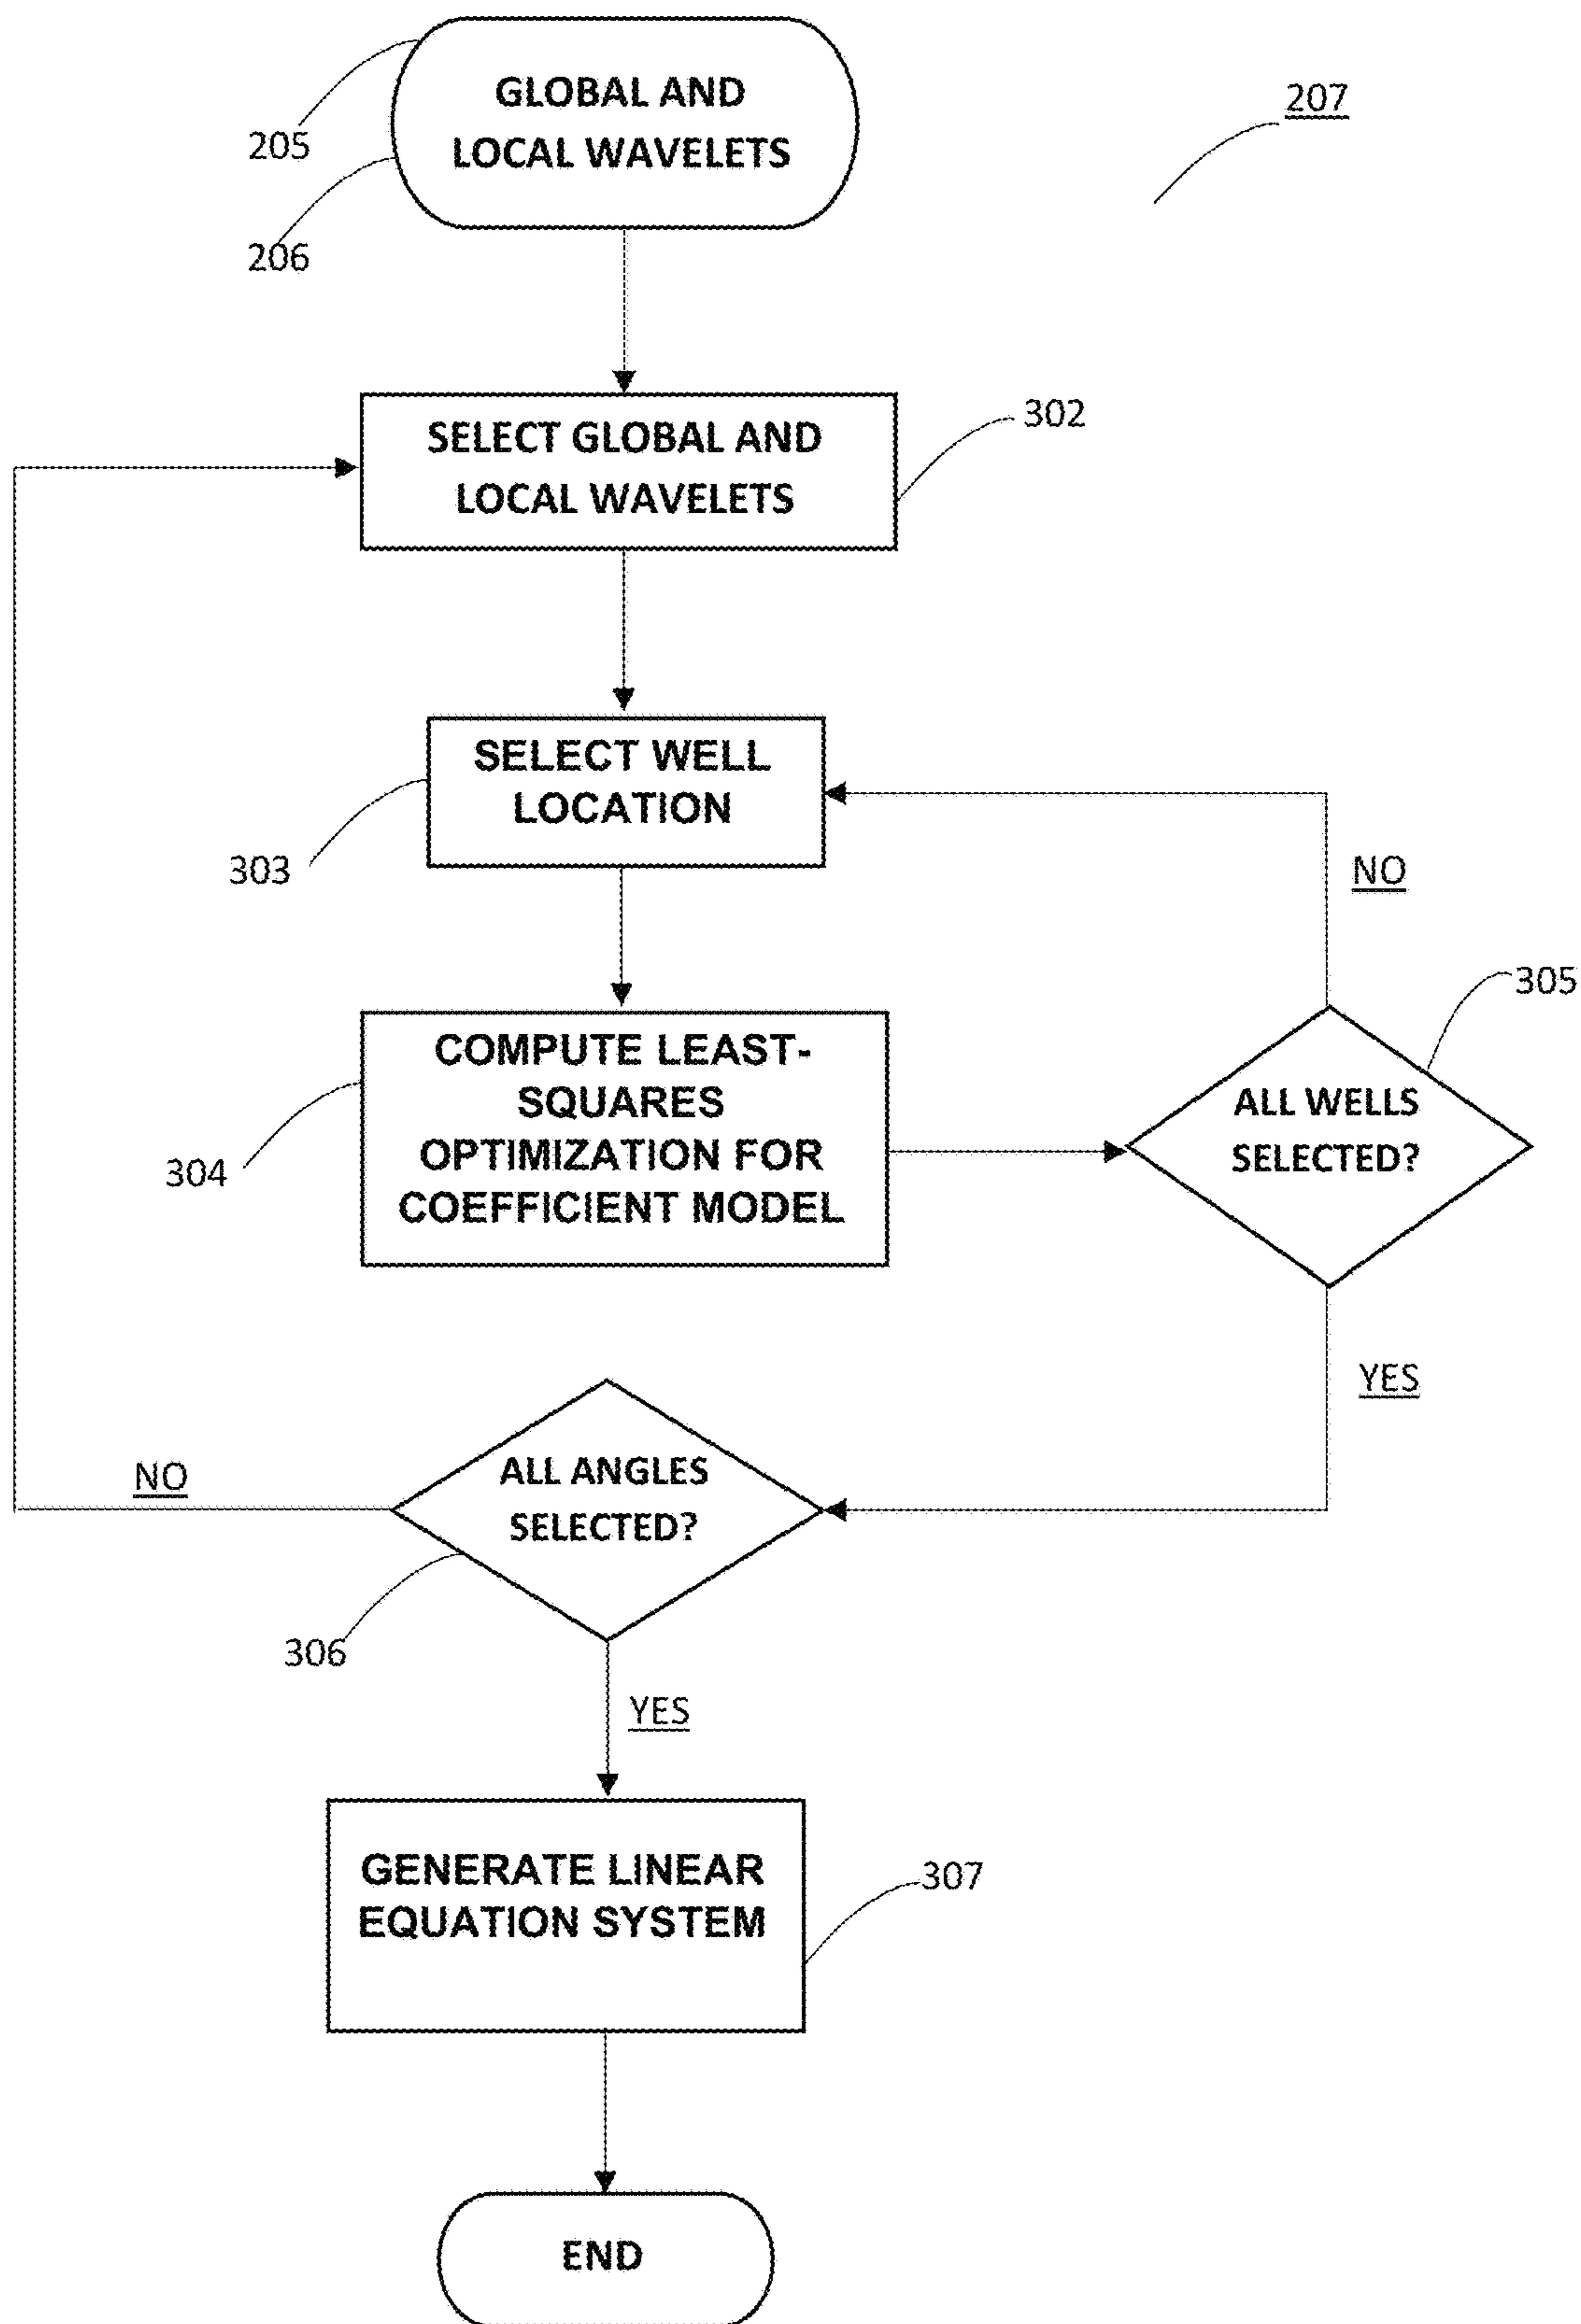 GLOBAL AND
LOCAL WAVELETS
205
206
207
SELECT GLOBAL AND
LOCAL WAVELETS
302
SELECT WELL
LOCATION
303
NO
COMPUTE LEAST-
SQUARES
OPTIMIZATION FOR
COEFFICIENT MODEL
304
305
ALL WELLS
SELECTED?
YES
ALL ANGLES
SELECTED?
NO
306
YES
GENERATE LINEAR
EQUATION SYSTEM
307
END